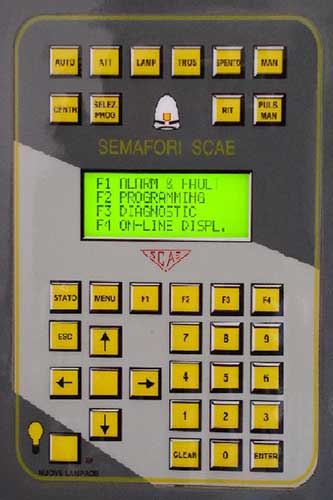 AUTO ATT LAMP TROS SPENTO MAN
CENTR SELEZ. PROG RIT PULS. MAN
SEMAFORI SCAE
F1 ALARM & FAULT
F2 PROGRAMMING
F3 DIAGNOSTIC
F4 ON-LINE DISPL.
SCAE
STATO MENU F1 F2 F3 F4
ESC 7 8 9
4 5 6
1 2 3
CLEAR 0 ENTER
NUOVE LAMPADE